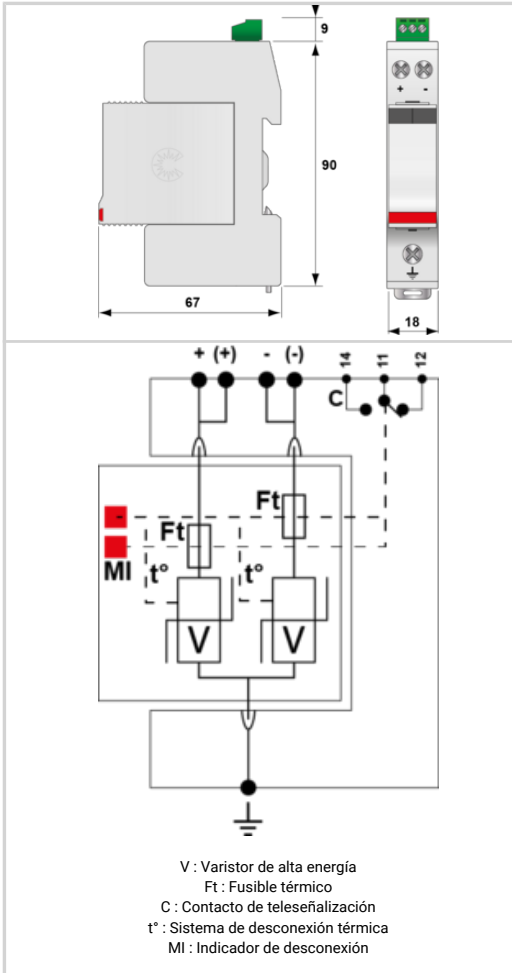 9
+ -
90
67
18
+ (+) - (-) 14 11 12
C
Ft
-
Ft
MI
t°
t°
V
V
V : Varistor de alta energía
Ft : Fusible térmico
C : Contacto de teleseñalización
t° : Sistema de desconexión térmica
MI : Indicador de desconexión